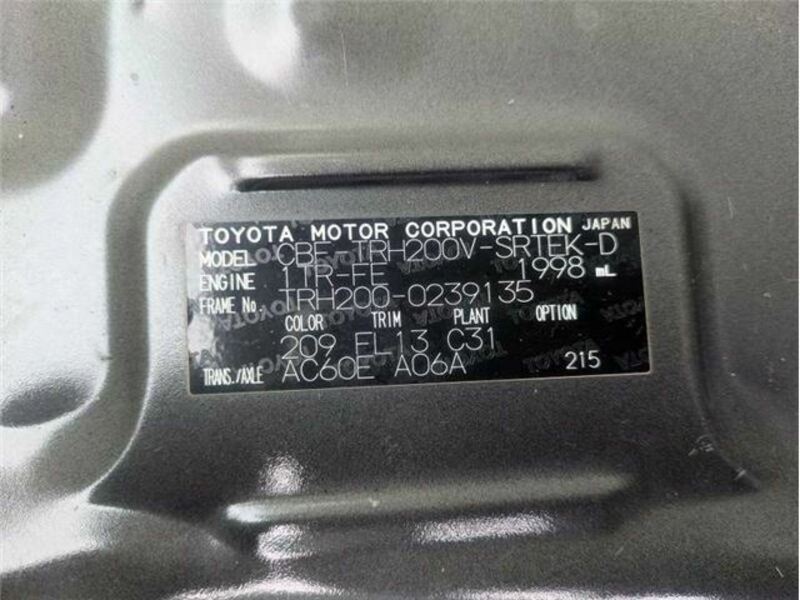 TOYOTA MOTOR CORPORATION JAPAN
MODEL CBF-TRH200V-SRTEK-D
ENGINE 1TR-FE 1998 mL
FRAME No. TRH200-0239135
COLOR TRIM PLANT OPTION
209 FL13 C31
TRANS./AXLE AC60E A06A 215